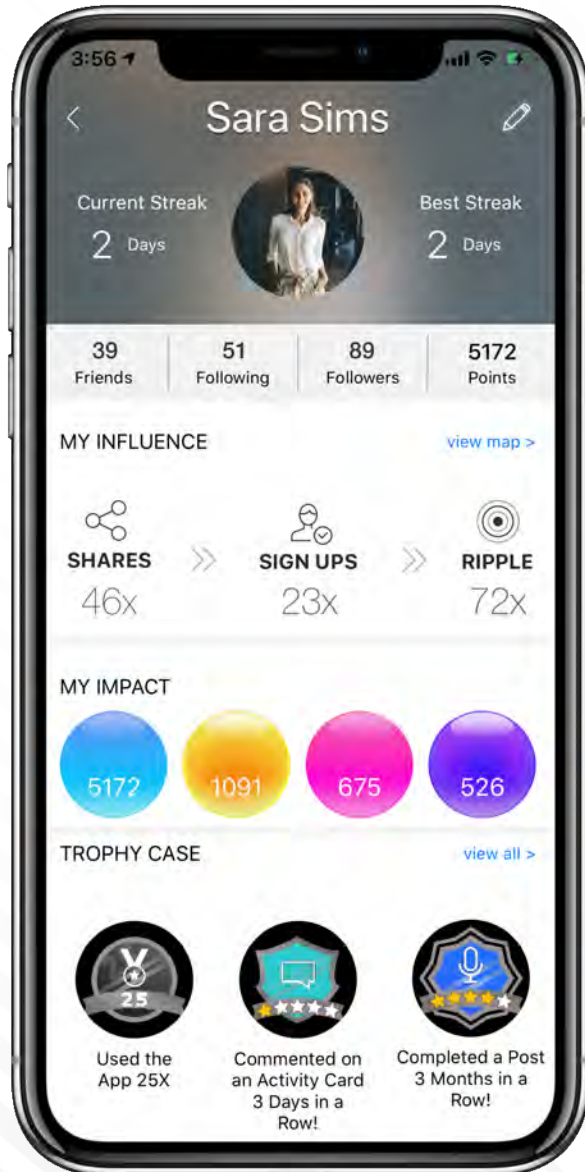 3:56
Sara Sims
Current Streak
2 Days
Best Streak
2 Days
39
Friends
51
Following
89
Followers
5172
Points
MY INFLUENCE
view map >
SHARES
46x
SIGN UPS
23x
RIPPLE
72x
MY IMPACT
5172
1091
675
526
TROPHY CASE
view all >
25
Used the
App 25X
Commented on
an Activity Card
3 Days in a
Row!
Completed a Post
3 Months in a
Row!